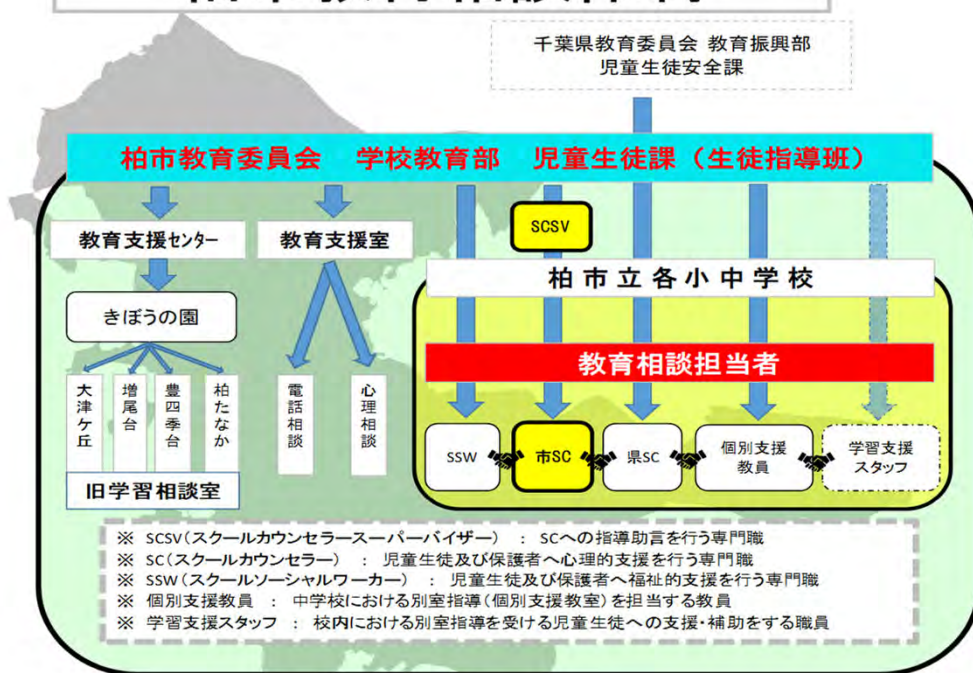 千葉県教育委員会 教育振興部
児童生徒安全課
柏市教育委員会 学校教育部 児童生徒課（生徒指導班）
教育支援センター
教育支援室
SCSV
柏市立各小中学校
きぼうの園
教育相談担当者
大津ケ丘
増尾台
豊四季台
柏たなか
電話相談
心理相談
SSW
市SC
県SC
個別支援
教員
学習支援
スタッフ
旧学習相談室
※ SCSV(スクールカウンセラースーパーバイザー) : SCへの指導助言を行う専門職
※ SC(スクールカウンセラー) : 児童生徒及び保護者へ心理的支援を行う専門職
※ SSW(スクールソーシャルワーカー) : 児童生徒及び保護者へ福祉的支援を行う専門職
※ 個別支援教員 : 中学校における別室指導(個別支援教室)を担当する教員
※ 学習支援スタッフ : 校内における別室指導を受ける児童生徒への支援・補助をする職員